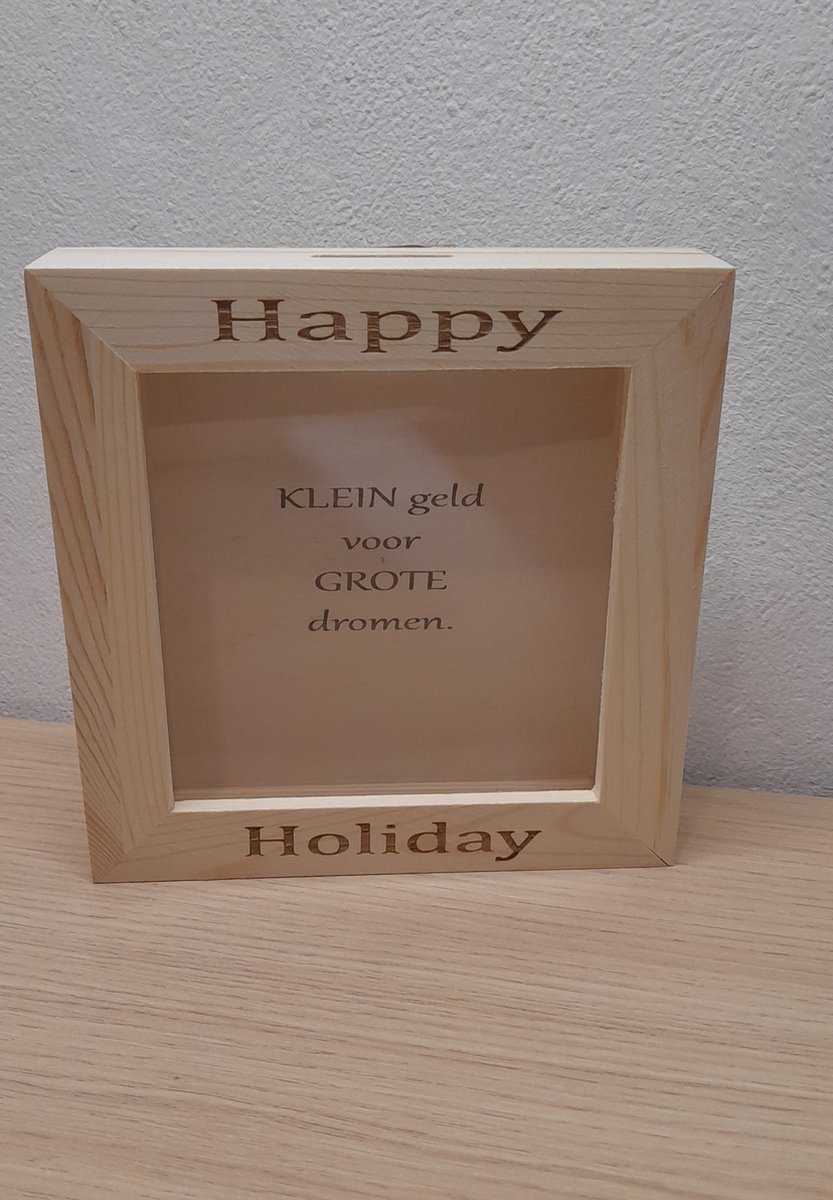 Happy
KLEIN geld
voor
GROTE
dromen.
Holiday